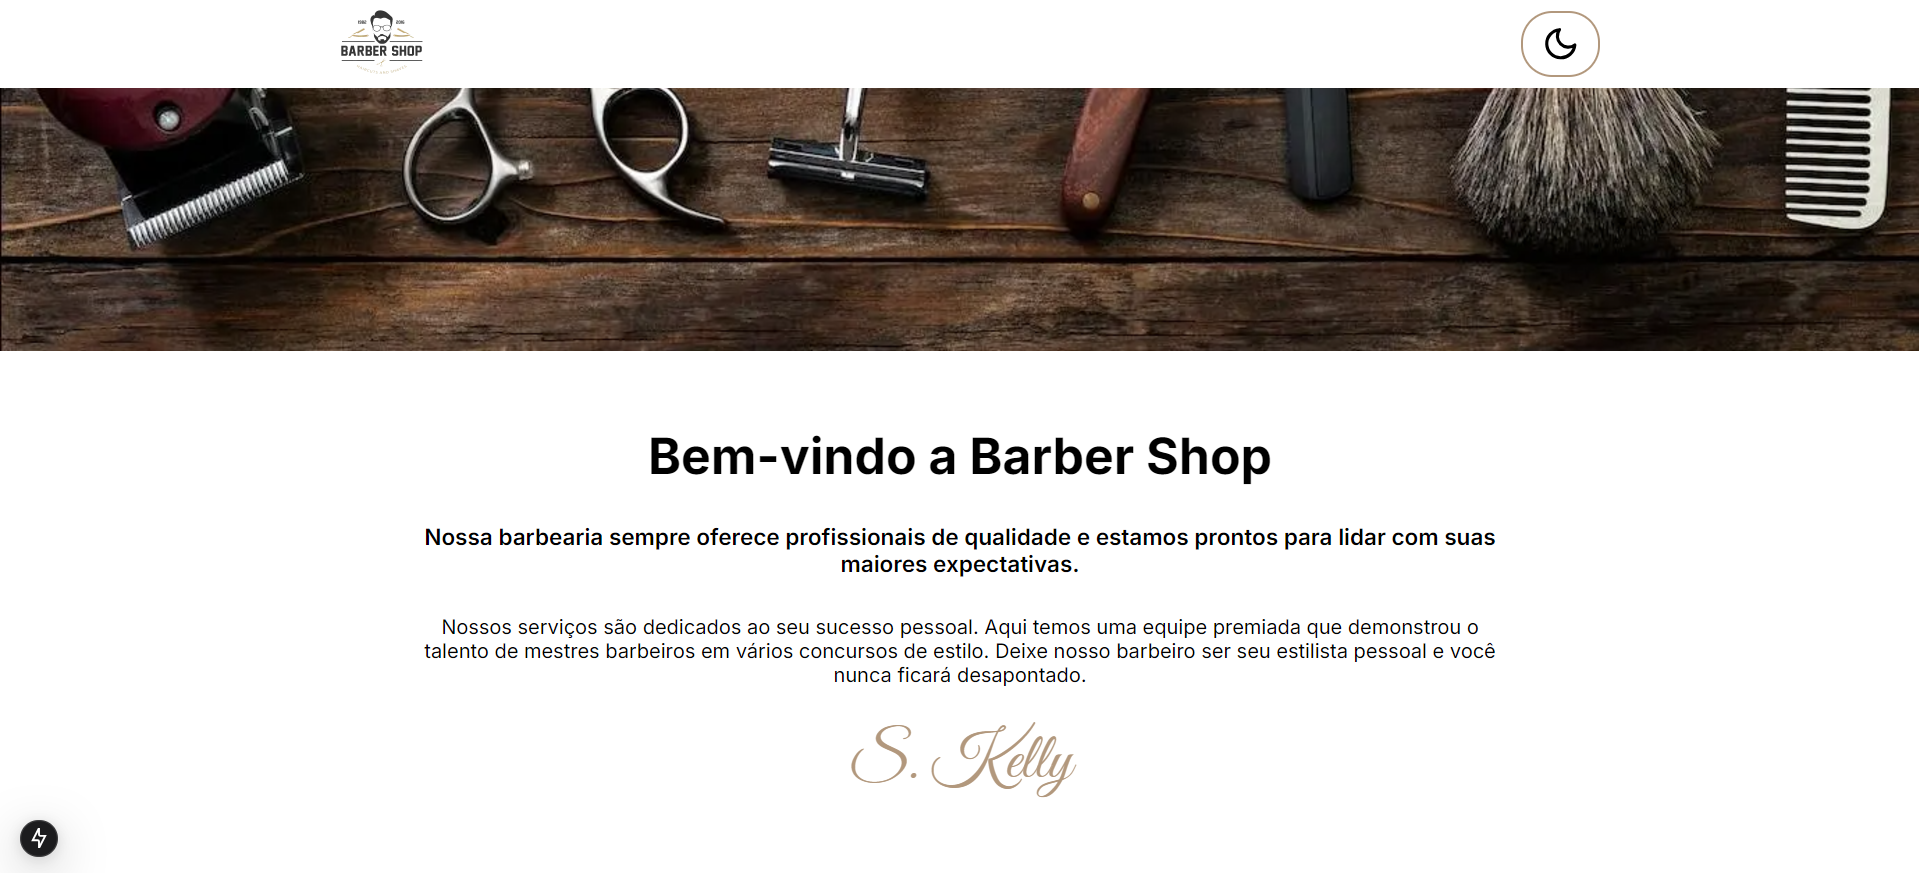 BARBER SHOP
Bem-vindo a Barber Shop
Nossa barbearia sempre oferece profissionais de qualidade e estamos prontos para lidar com suas
maiores expectativas.
Nossos serviços são dedicados ao seu sucesso pessoal. Aqui temos uma equipe premiada que demonstrou o
talento de mestres barbeiros em vários concursos de estilo. Deixe nosso barbeiro ser seu estilista pessoal e você
nunca ficará desapontado.
S. Kelly